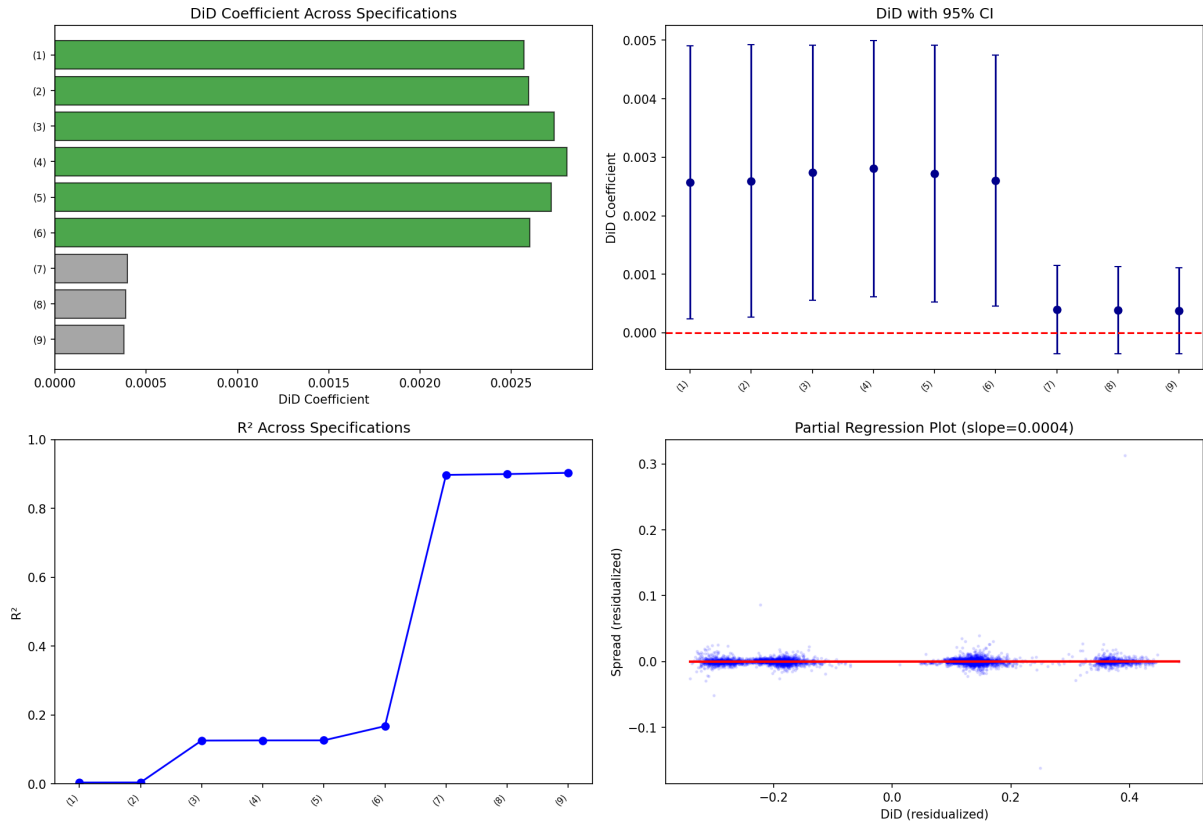 DiD Coefficient Across Specifications
(1)
(2)
(3)
(4)
(5)
(6)
(7)
(8)
(9)
0.0000 0.0005 0.0010 0.0015 0.0020 0.0025
DiD Coefficient
DiD with 95% CI
DiD Coefficient
0.005
0.004
0.003
0.002
0.001
0.000
(1) (2) (3) (4) (5) (6) (7) (8) (9)
R² Across Specifications
R²
1.0
0.8
0.6
0.4
0.2
0.0
(1) (2) (3) (4) (5) (6) (7) (8) (9)
Partial Regression Plot (slope=0.0004)
Spread (residualized)
0.3
0.2
0.1
0.0
−0.1
−0.2 0.0 0.2 0.4
DiD (residualized)